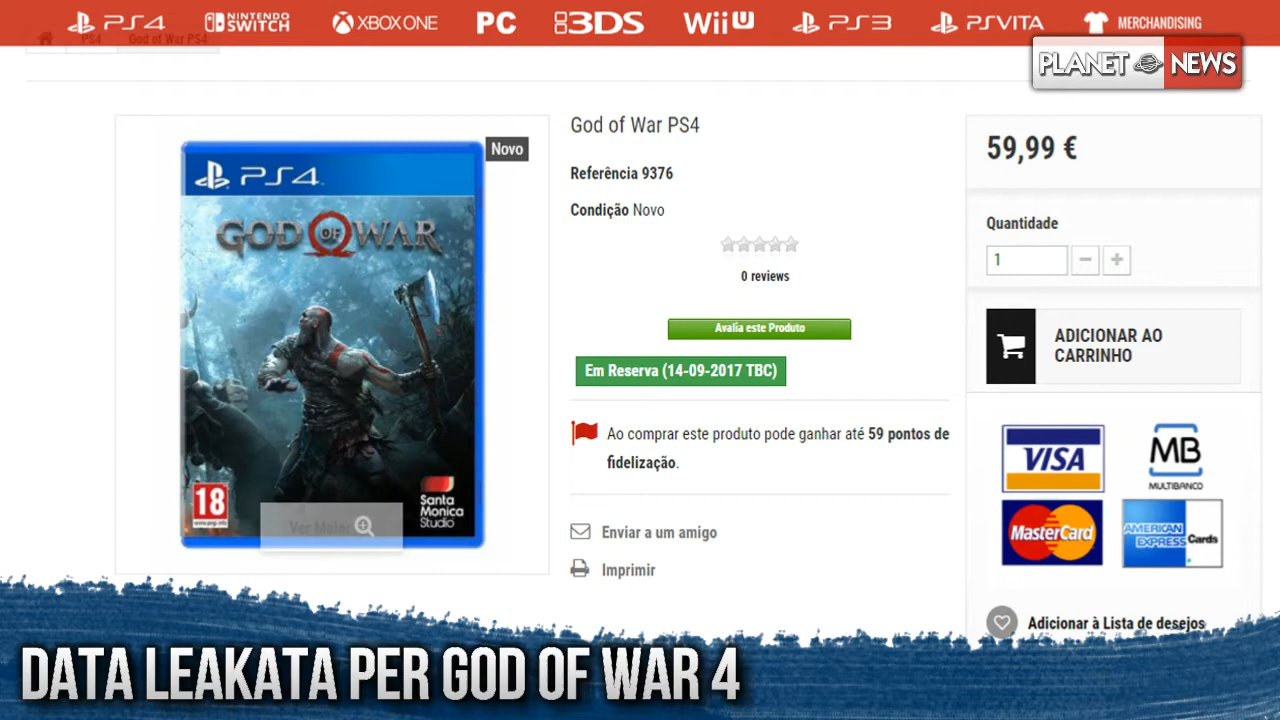 PS4
NINTENDO SWITCH
XBOX ONE
PC
3DS
Wii U
PS3
PSVITA
MERCHANDISING
PS4
God of War PS4
PLANET NEWS
Novo
PS4
GOD OF WAR
18
Santa
Monica
Studio
Ver Maior
God of War PS4
Referência 9376
Condição Novo
0 reviews
Avalia este Produto
Em Reserva (14-09-2017 TBC)
Ao comprar este produto pode ganhar até 59 pontos de
fidelização.
Enviar a um amigo
Imprimir
59,99 €
Quantidade
1
ADICIONAR AO
CARRINHO
VISA
MB
MULTIBANCO
MasterCard
AMERICAN
EXPRESS
Cards
Adicionar à Lista de desejos
DATA LEAKATA PER GOD OF WAR 4